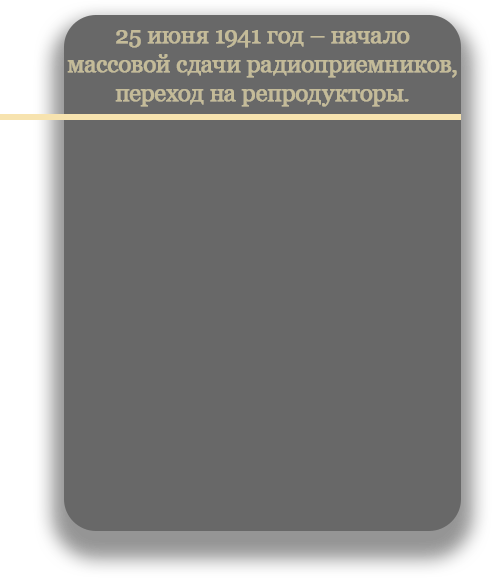 25 июня 1941 год – начало
массовой сдачи радиоприемников,
переход на репродукторы.